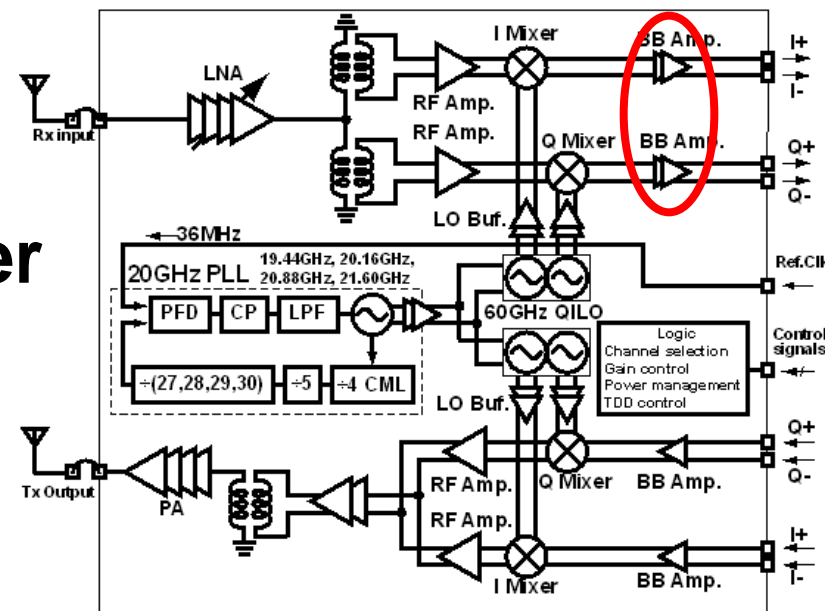 er
I Mixer
BB Amp.
I+
I-
LNA
RF Amp.
Rx input
RF Amp.
Q Mixer
BB Amp.
Q+
Q-
LO Buf.
36MHz
19.44GHz, 20.16GHz,
20GHz PLL
20.88GHz, 21.60GHz
Ref.Clk
PFD
CP
LPF
60GHz QILO
Logic
Channel selection
Gain control
Power management
TDD control
Control
signals
÷(27,28,29,30)
÷5
÷4 CML
LO Buf.
Q+
Q-
Tx Output
PA
RF Amp.
Q Mixer
BB Amp.
RF Amp.
I+
I-
I Mixer
BB Amp.